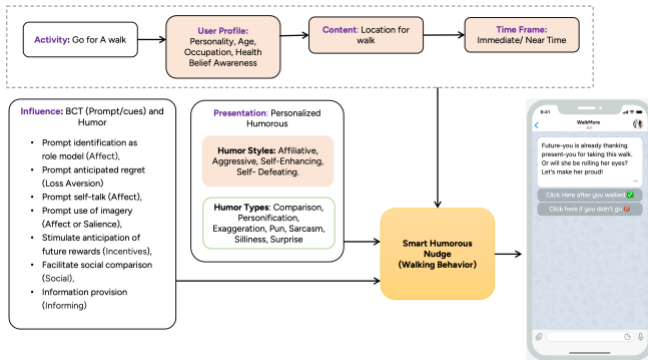 Activity: Go for A walk
User Profile:
Personality, Age,
Occupation, Health
Belief Awareness
Content: Location for
walk
Time Frame:
Immediate/ Near Time
Influence: BCT (Prompt/cues) and
Humor
• Prompt identification as
role model (Affect),
• Prompt anticipated regret
(Loss Aversion)
• Prompt self-talk (Affect),
• Prompt use of imagery
(Affect or Salience),
• Stimulate anticipation of
future rewards (Incentives),
• Facilitate social comparison
(Social),
• Information provision
(Informing)
Presentation: Personalized
Humorous
Humor Styles: Affiliative,
Aggressive, Self-Enhancing,
Self- Defeating.
Humor Types: Comparison,
Personification,
Exaggeration, Pun, Sarcasm,
Silliness, Surprise
Smart Humorous
Nudge
(Walking Behavior)
9:41
WalkMore
bot
Future-you is already thanking
present-you for taking this walk.
Or will she be rolling her eyes?
Let's make her proud!
Click Here after you walked ✅
Click here if you didn't go